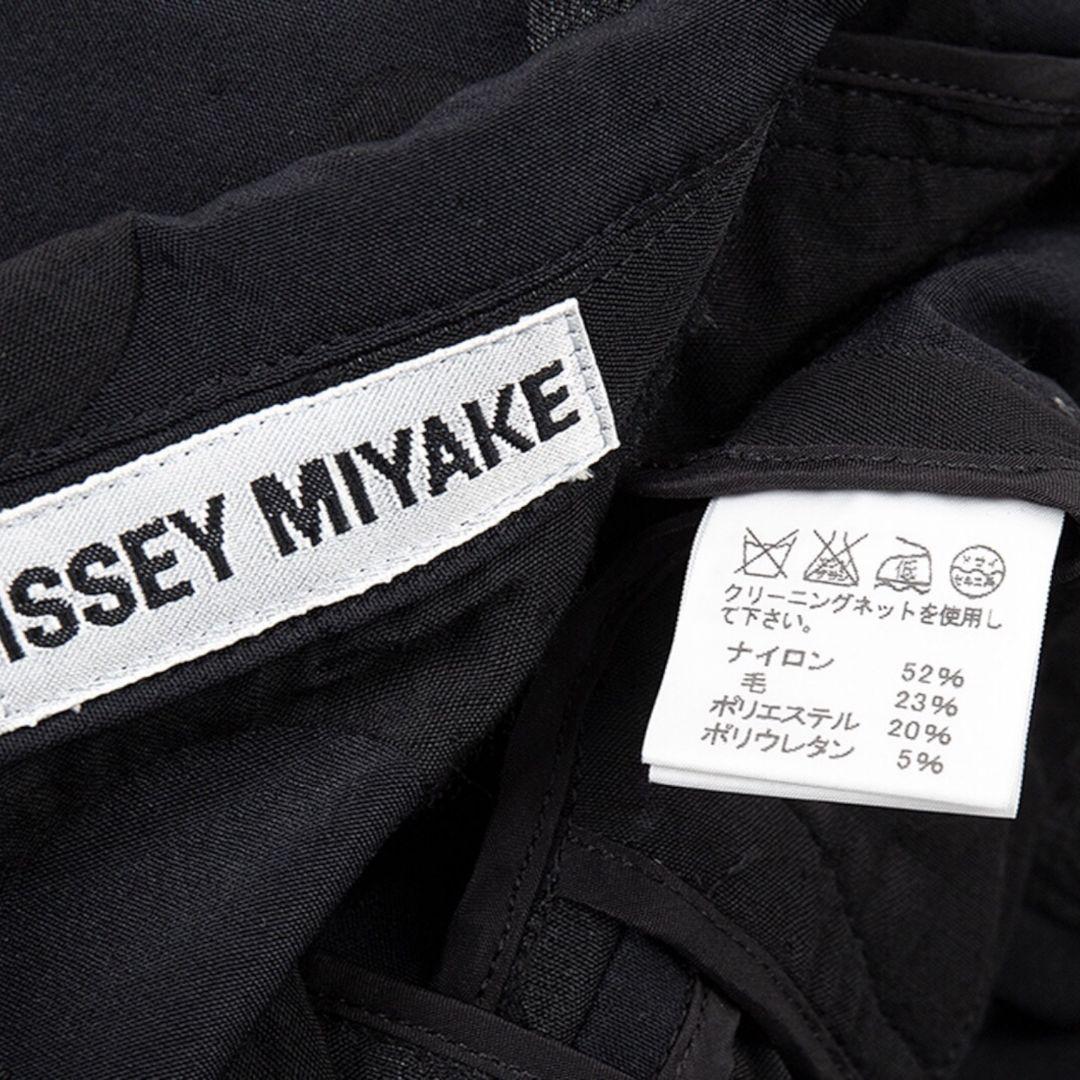 ISSEY MIYAKE
低
クリーニングネットを使用し
て下さい。
ナイロン 52%
毛 23%
ポリエステル 20%
ポリウレタン 5%